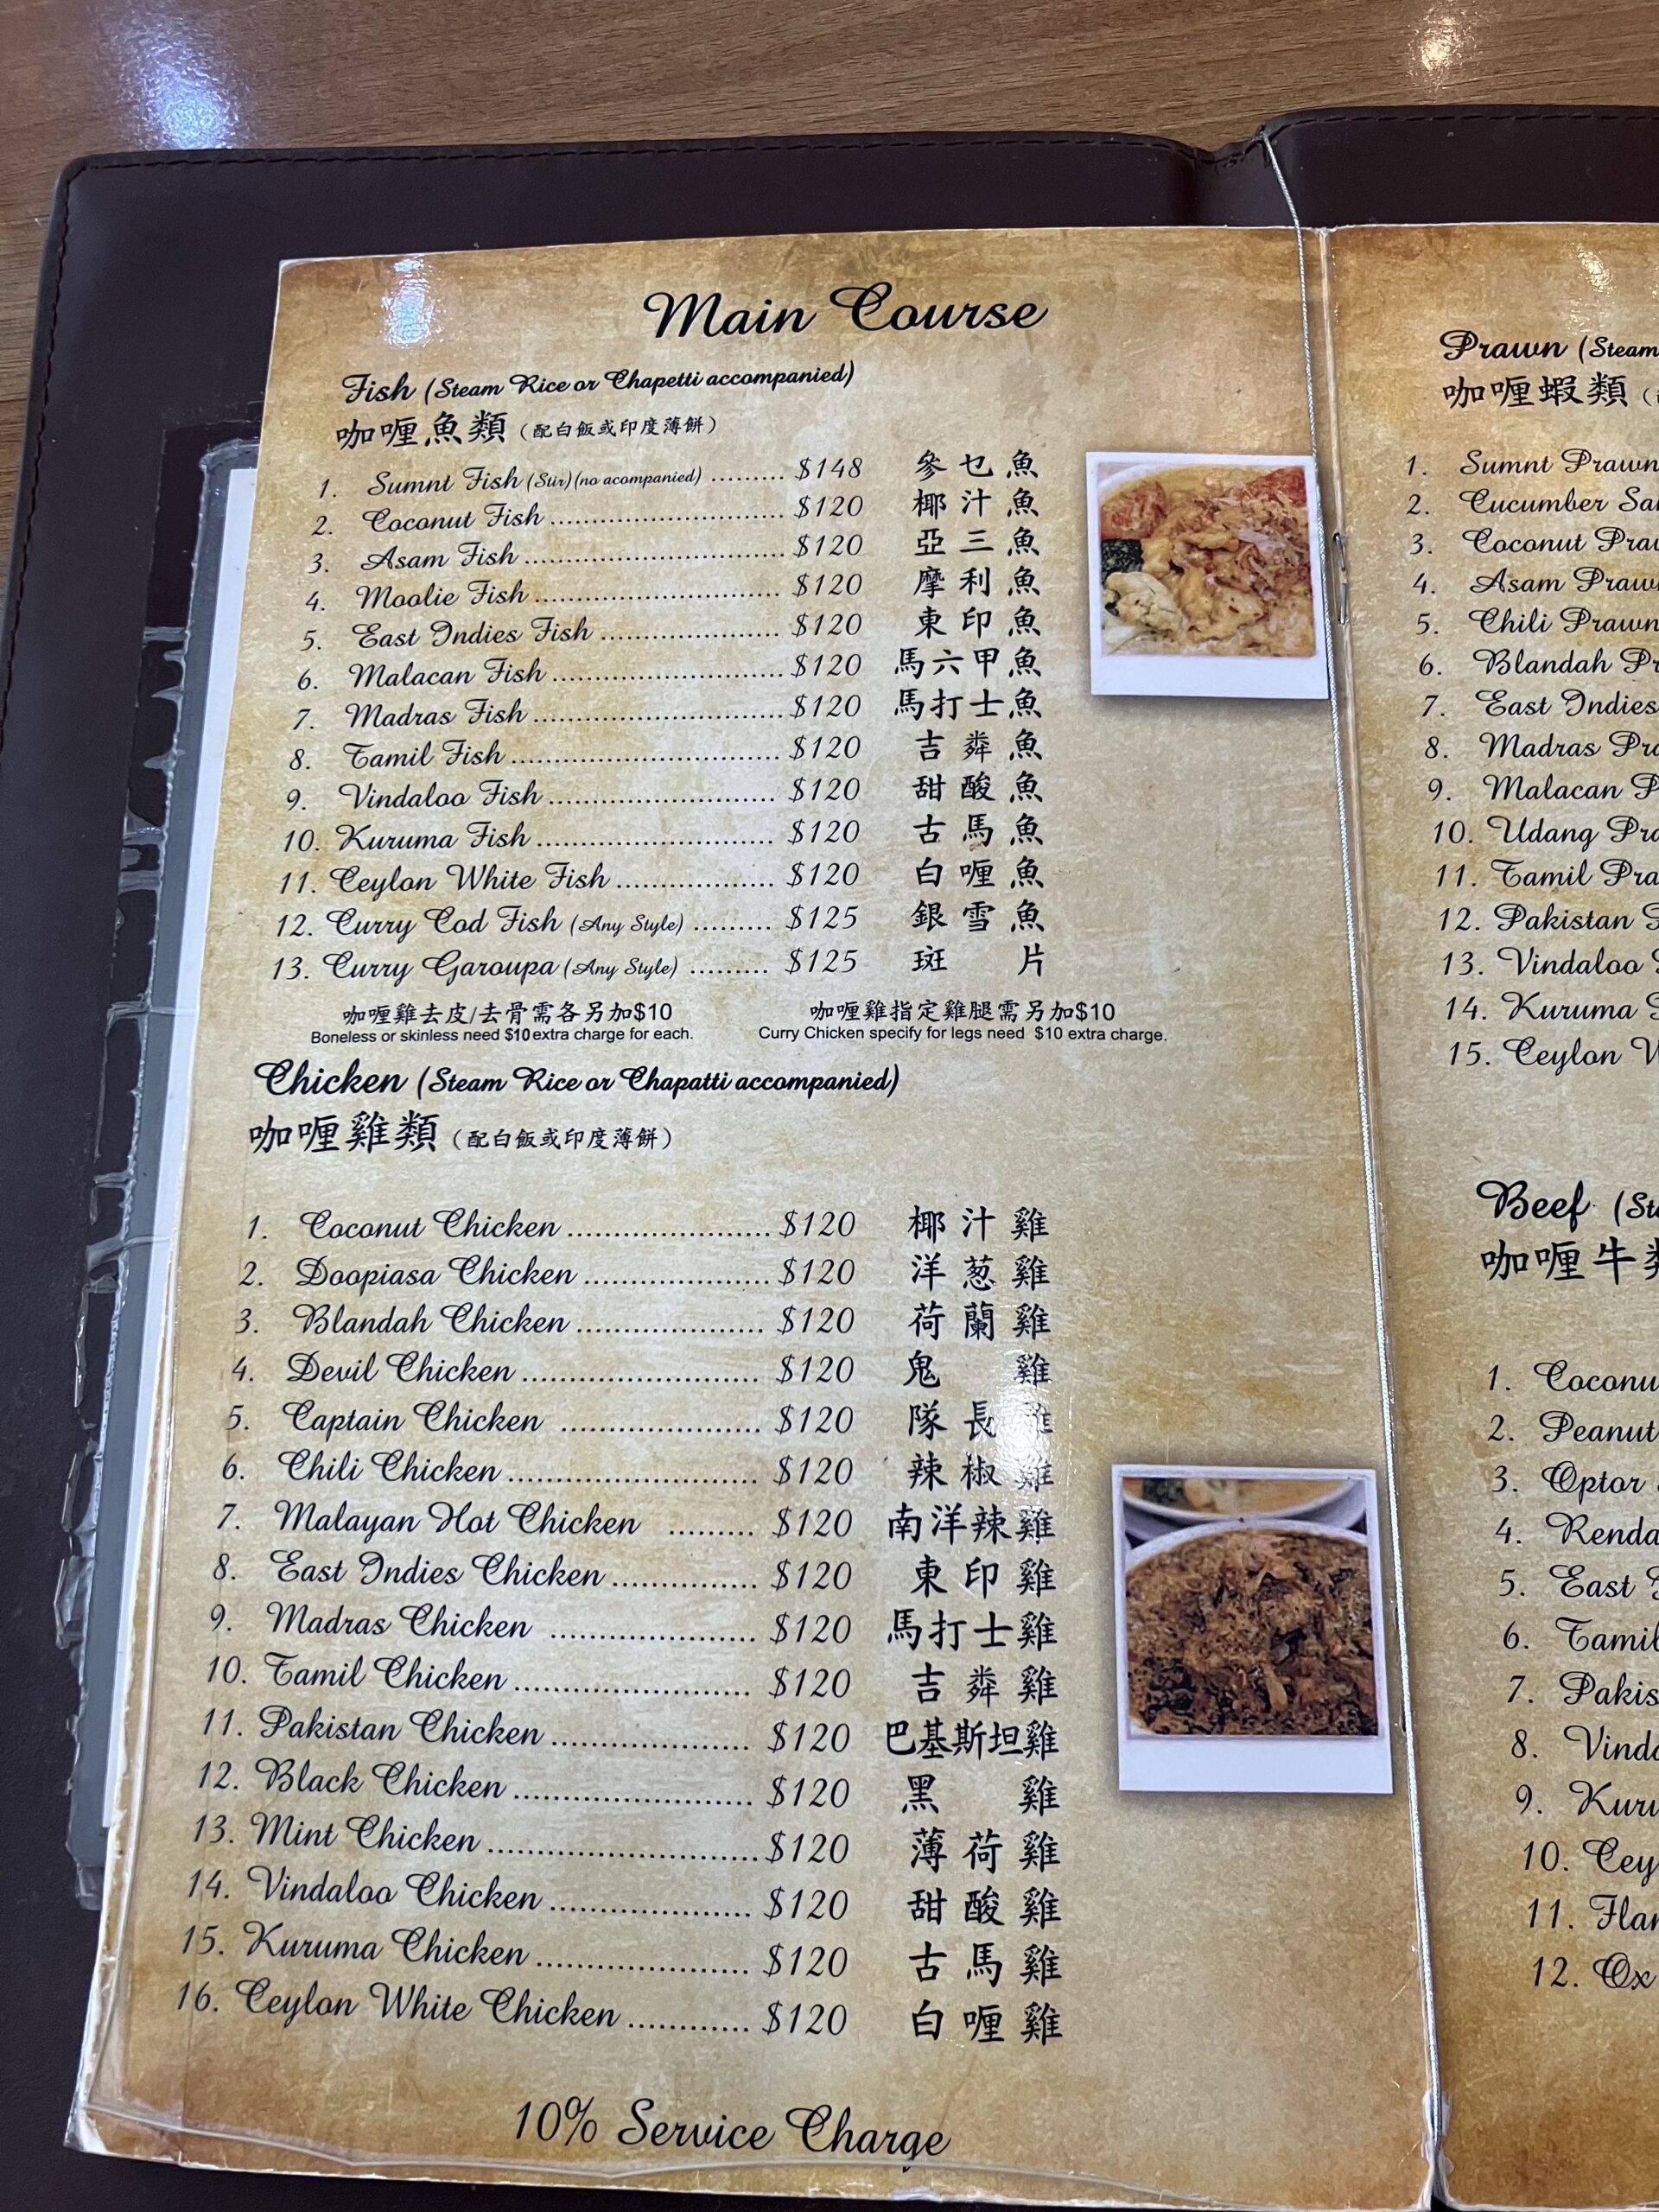 Main Course
Fish (Steam Rice or Chapetti accompanied)
咖喱魚類（配白飯或印度薄餅）
1. Sumnt Fish (Stir)(no acompanied) ......... $148 參乜魚
2. Coconut Fish ......... $120 椰汁魚
3. Asam Fish ......... $120 亞三魚
4. Moolie Fish ......... $120 摩利魚
5. East Indies Fish ......... $120 東印魚
6. Malacan Fish ......... $120 馬六甲魚
7. Madras Fish ......... $120 馬打士魚
8. Tamil Fish ......... $120 吉粦魚
9. Vindaloo Fish ......... $120 甜酸魚
10. Kuruma Fish ......... $120 古馬魚
11. Ceylon White Fish ......... $120 白喱魚
12. Curry Cod Fish (Any Style) ......... $125 銀雪魚
13. Curry Garoupa (Any Style) ......... $125 斑片
咖喱雞去皮/去骨需各另加$10
Boneless or skinless need $10 extra charge for each.
咖喱雞指定雞腿需另加$10
Curry Chicken specify for legs need $10 extra charge.
Chicken (Steam Rice or Chapatti accompanied)
咖喱雞類（配白飯或印度薄餅）
1. Coconut Chicken ......... $120 椰汁雞
2. Doopiasa Chicken ......... $120 洋葱雞
3. Blandah Chicken ......... $120 荷蘭雞
4. Devil Chicken ......... $120 鬼雞
5. Captain Chicken ......... $120 隊長雞
6. Chili Chicken ......... $120 辣椒雞
7. Malayan Hot Chicken ......... $120 南洋辣雞
8. East Indies Chicken ......... $120 東印雞
9. Madras Chicken ......... $120 馬打士雞
10. Tamil Chicken ......... $120 吉粦雞
11. Pakistan Chicken ......... $120 巴基斯坦雞
12. Black Chicken ......... $120 黑雞
13. Mint Chicken ......... $120 薄荷雞
14. Vindaloo Chicken ......... $120 甜酸雞
15. Kuruma Chicken ......... $120 古馬雞
16. Ceylon White Chicken ......... $120 白喱雞
10% Service Charge
Prawn (Steam
咖喱蝦類
1. Sumnt Prawn
2. Cucumber
3. Coconut
4. Asam Prawn
5. Chili Prawn
6. Blandah
7. East Indies
8. Madras
9. Malacan
10. Udang
11. Tamil
12. Pakistan
13. Vindaloo
14. Kuruma
15. Ceylon
Beef
咖喱牛
1.
2. Peanut
3. Optor
4.
5. East
6. Tamil
7.
8.
9.
10.
11.
12. Ox